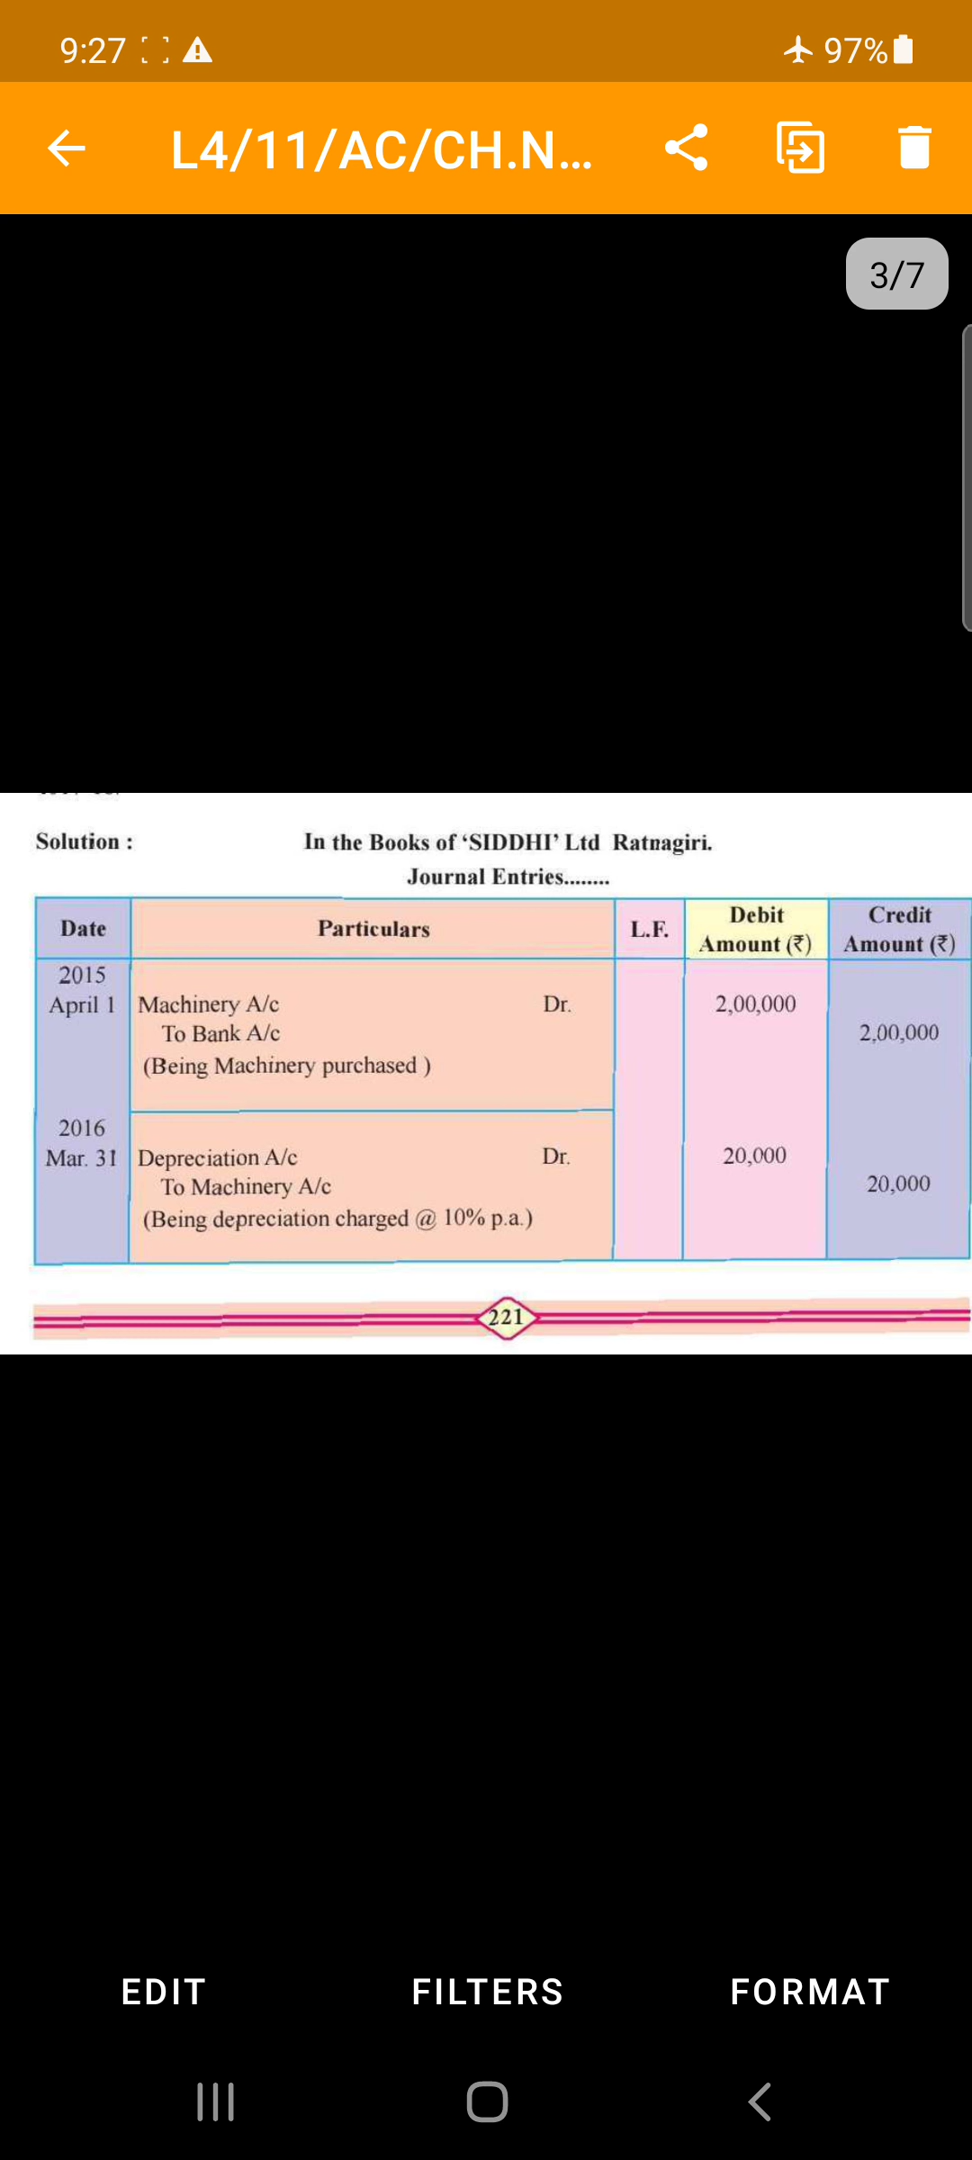 9:27 97%
L4/11/AC/CH.N...
3/7
Solution : In the Books of ‘SIDDHI’ Ltd Ratnagiri.
Journal Entries........
Date Particulars L.F. Debit Amount (₹) Credit Amount (₹)
2015
April 1 Machinery A/c Dr. 2,00,000
To Bank A/c 2,00,000
(Being Machinery purchased )
2016
Mar. 31 Depreciation A/c Dr. 20,000
To Machinery A/c 20,000
(Being depreciation charged @ 10% p.a.)
221
EDIT FILTERS FORMAT